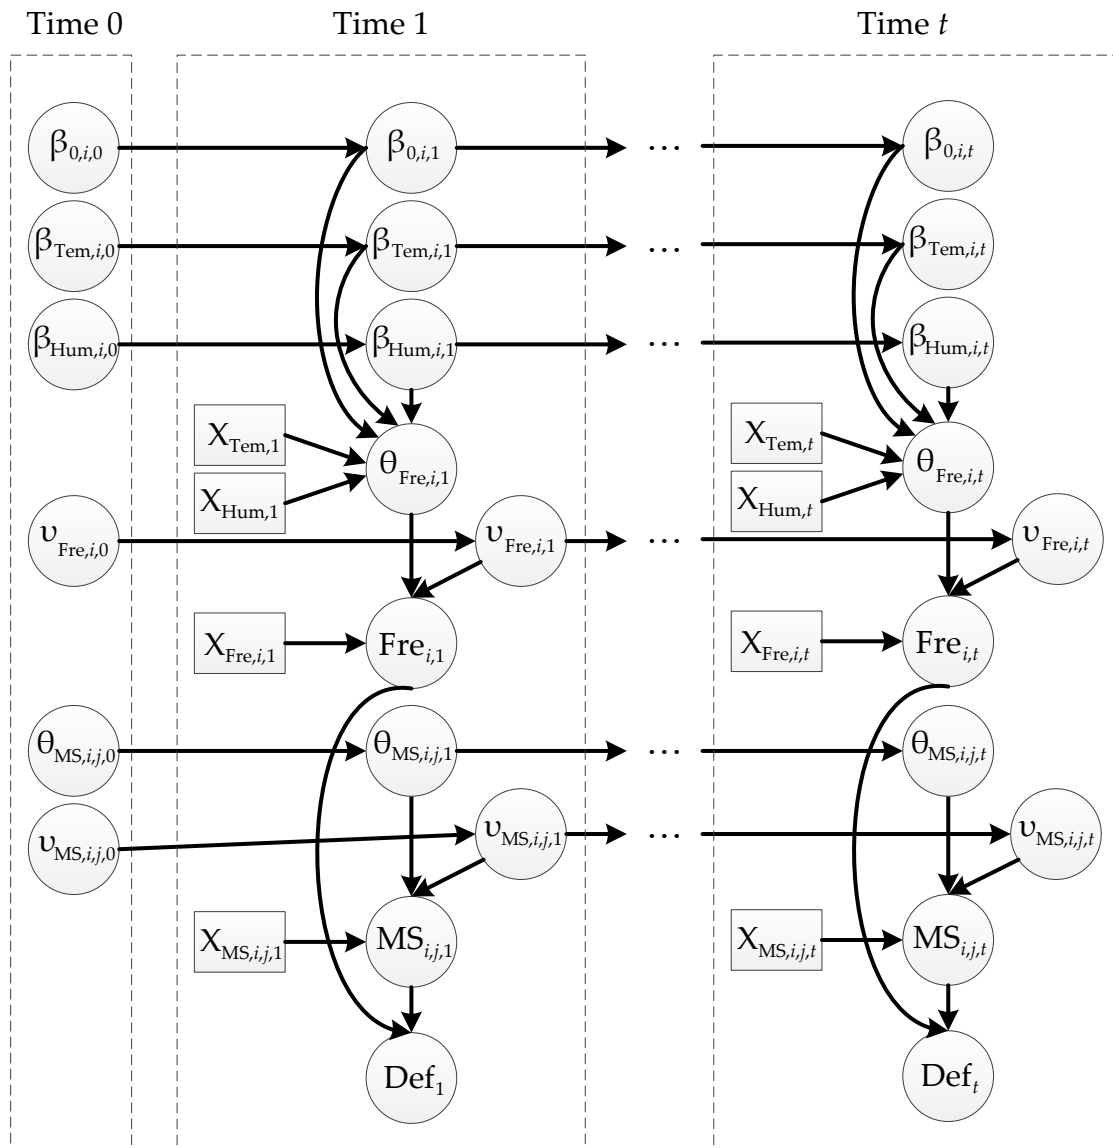 Time 0 Time 1 Time t
β0,i,0 β0,i,1 … β0,i,t
βTem,i,0 βTem,i,1 … βTem,i,t
βHum,i,0 βHum,i,1 … βHum,i,t
XTem,1 XTem,t
θFre,i,1 θFre,i,t
XHum,1 XHum,t
υFre,i,0 υFre,i,1 … υFre,i,t
XFre,i,1 Frei,1 XFre,i,t Frei,t
θMS,i,j,0 θMS,i,j,1 … θMS,i,j,t
υMS,i,j,0 υMS,i,j,1 … υMS,i,j,t
XMS,i,j,1 MSi,j,1 XMS,i,j,t MSi,j,t
Def1 Deft